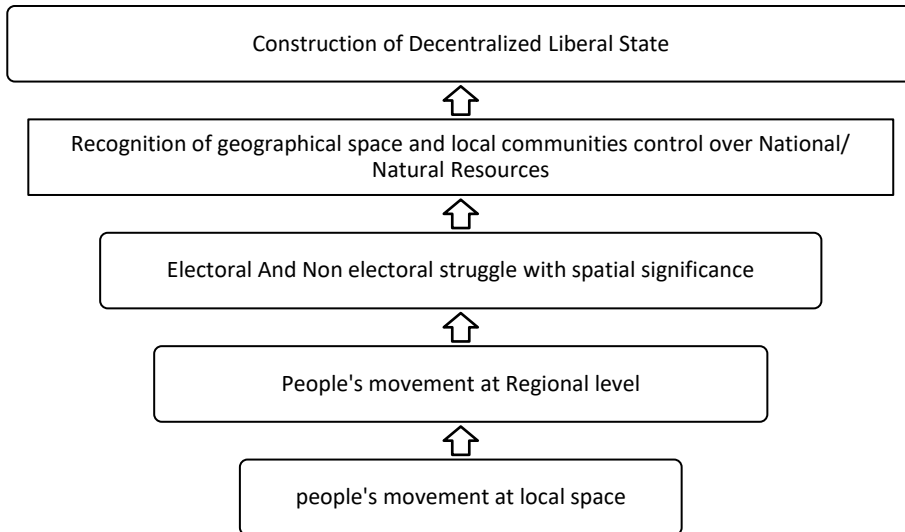 Construction of Decentralized Liberal State
Recognition of geographical space and local communities control over National/
Natural Resources
Electoral And Non electoral struggle with spatial significance
People's movement at Regional level
people's movement at local space